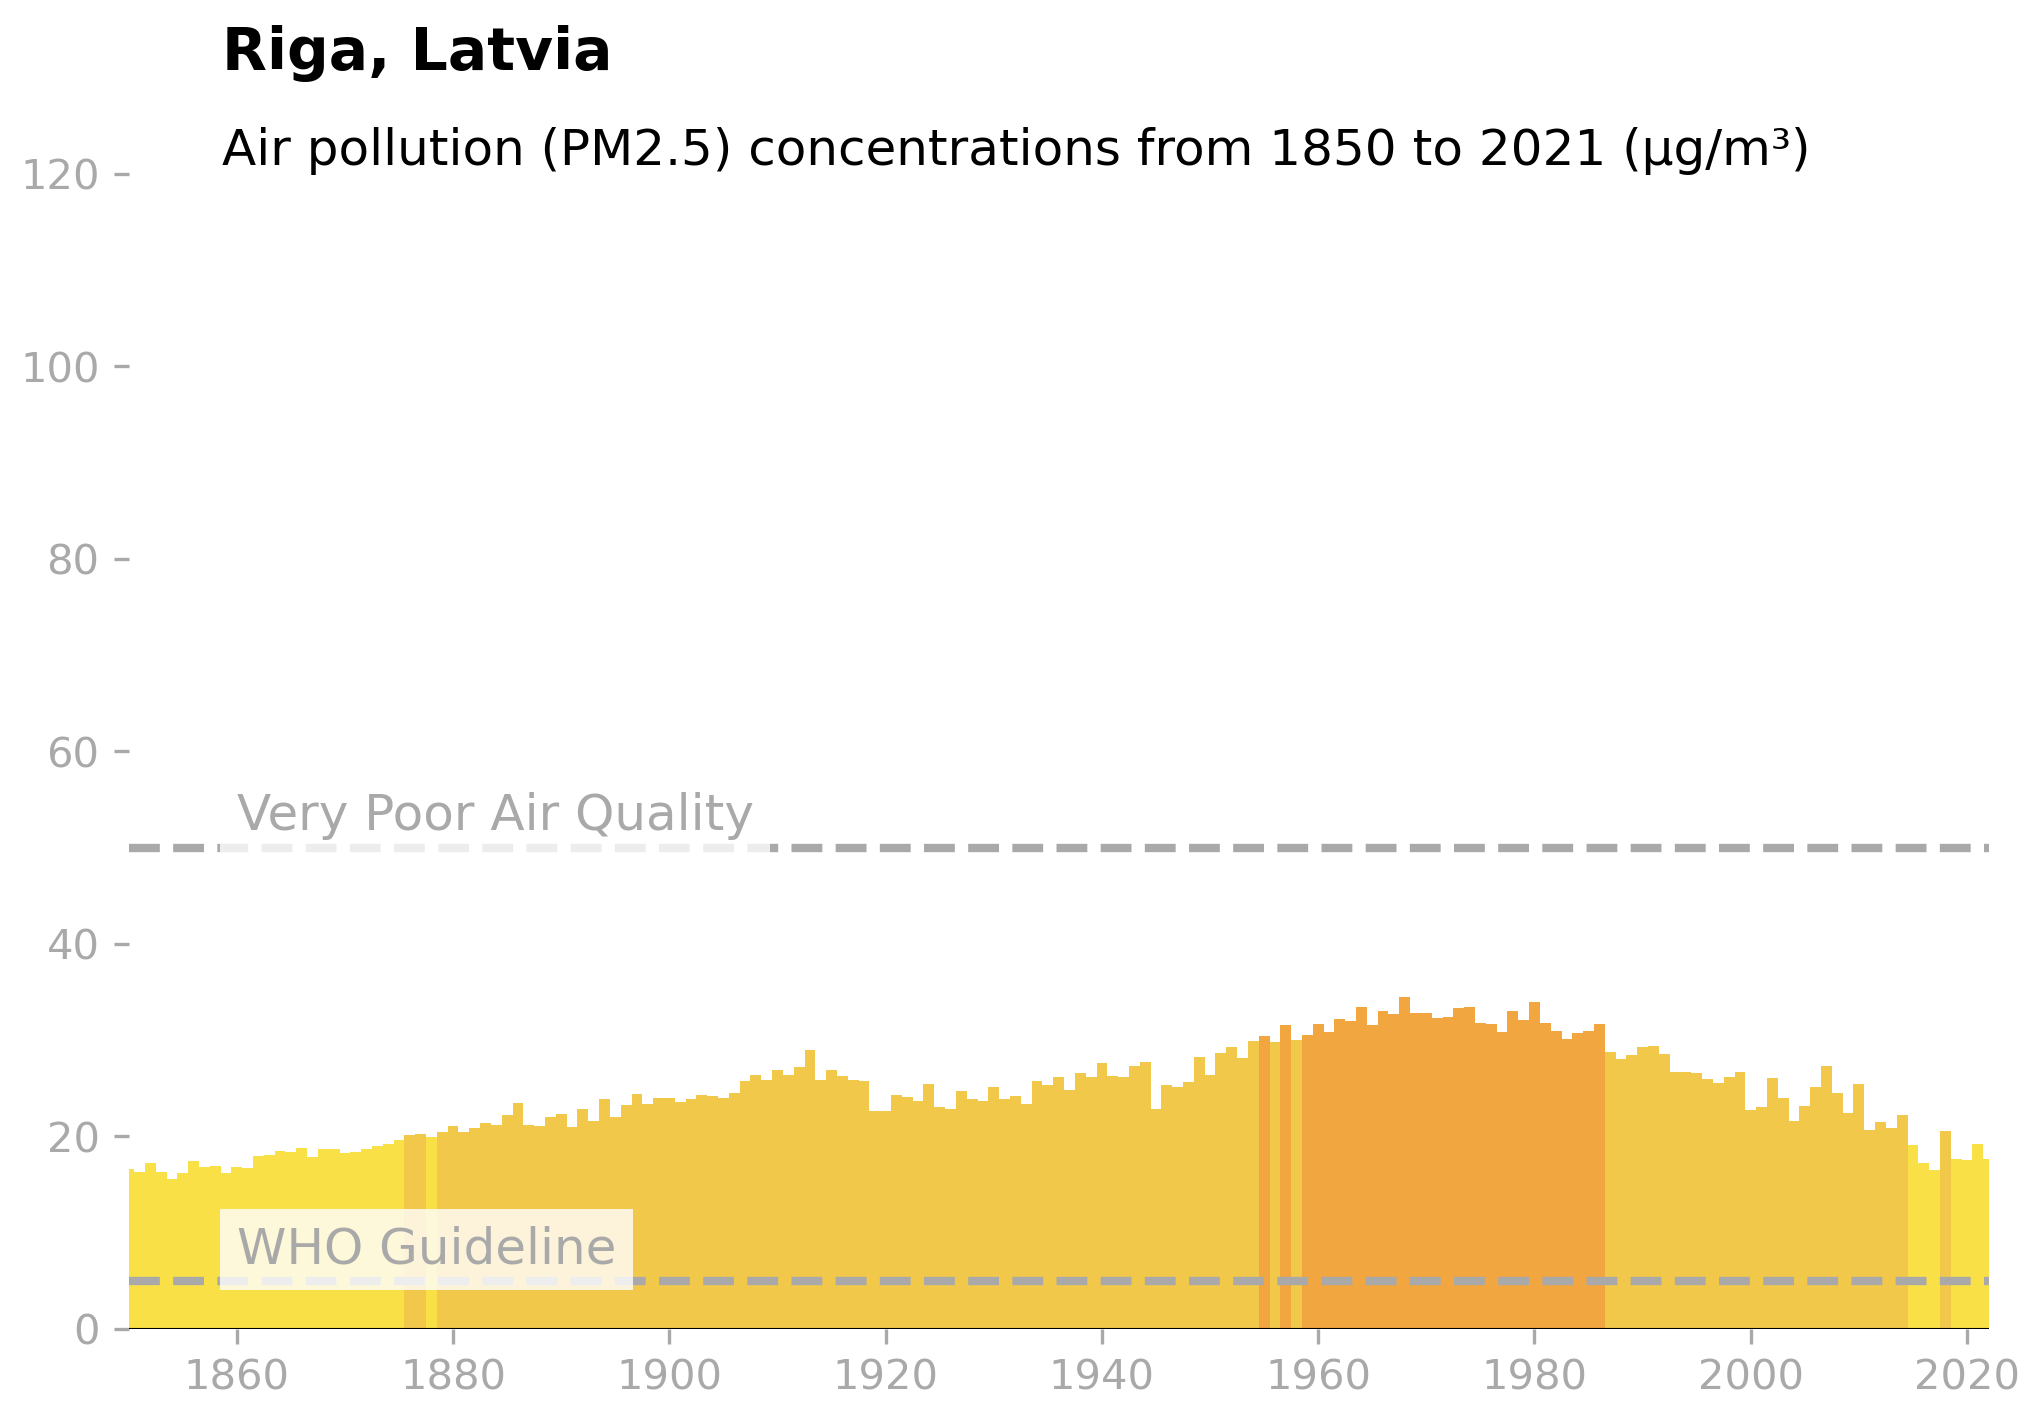 Riga, Latvia
Air pollution (PM2.5) concentrations from 1850 to 2021 (µg/m³)
120
100
80
60
Very Poor Air Quality
40
20
WHO Guideline
0
1860 1880 1900 1920 1940 1960 1980 2000 2020